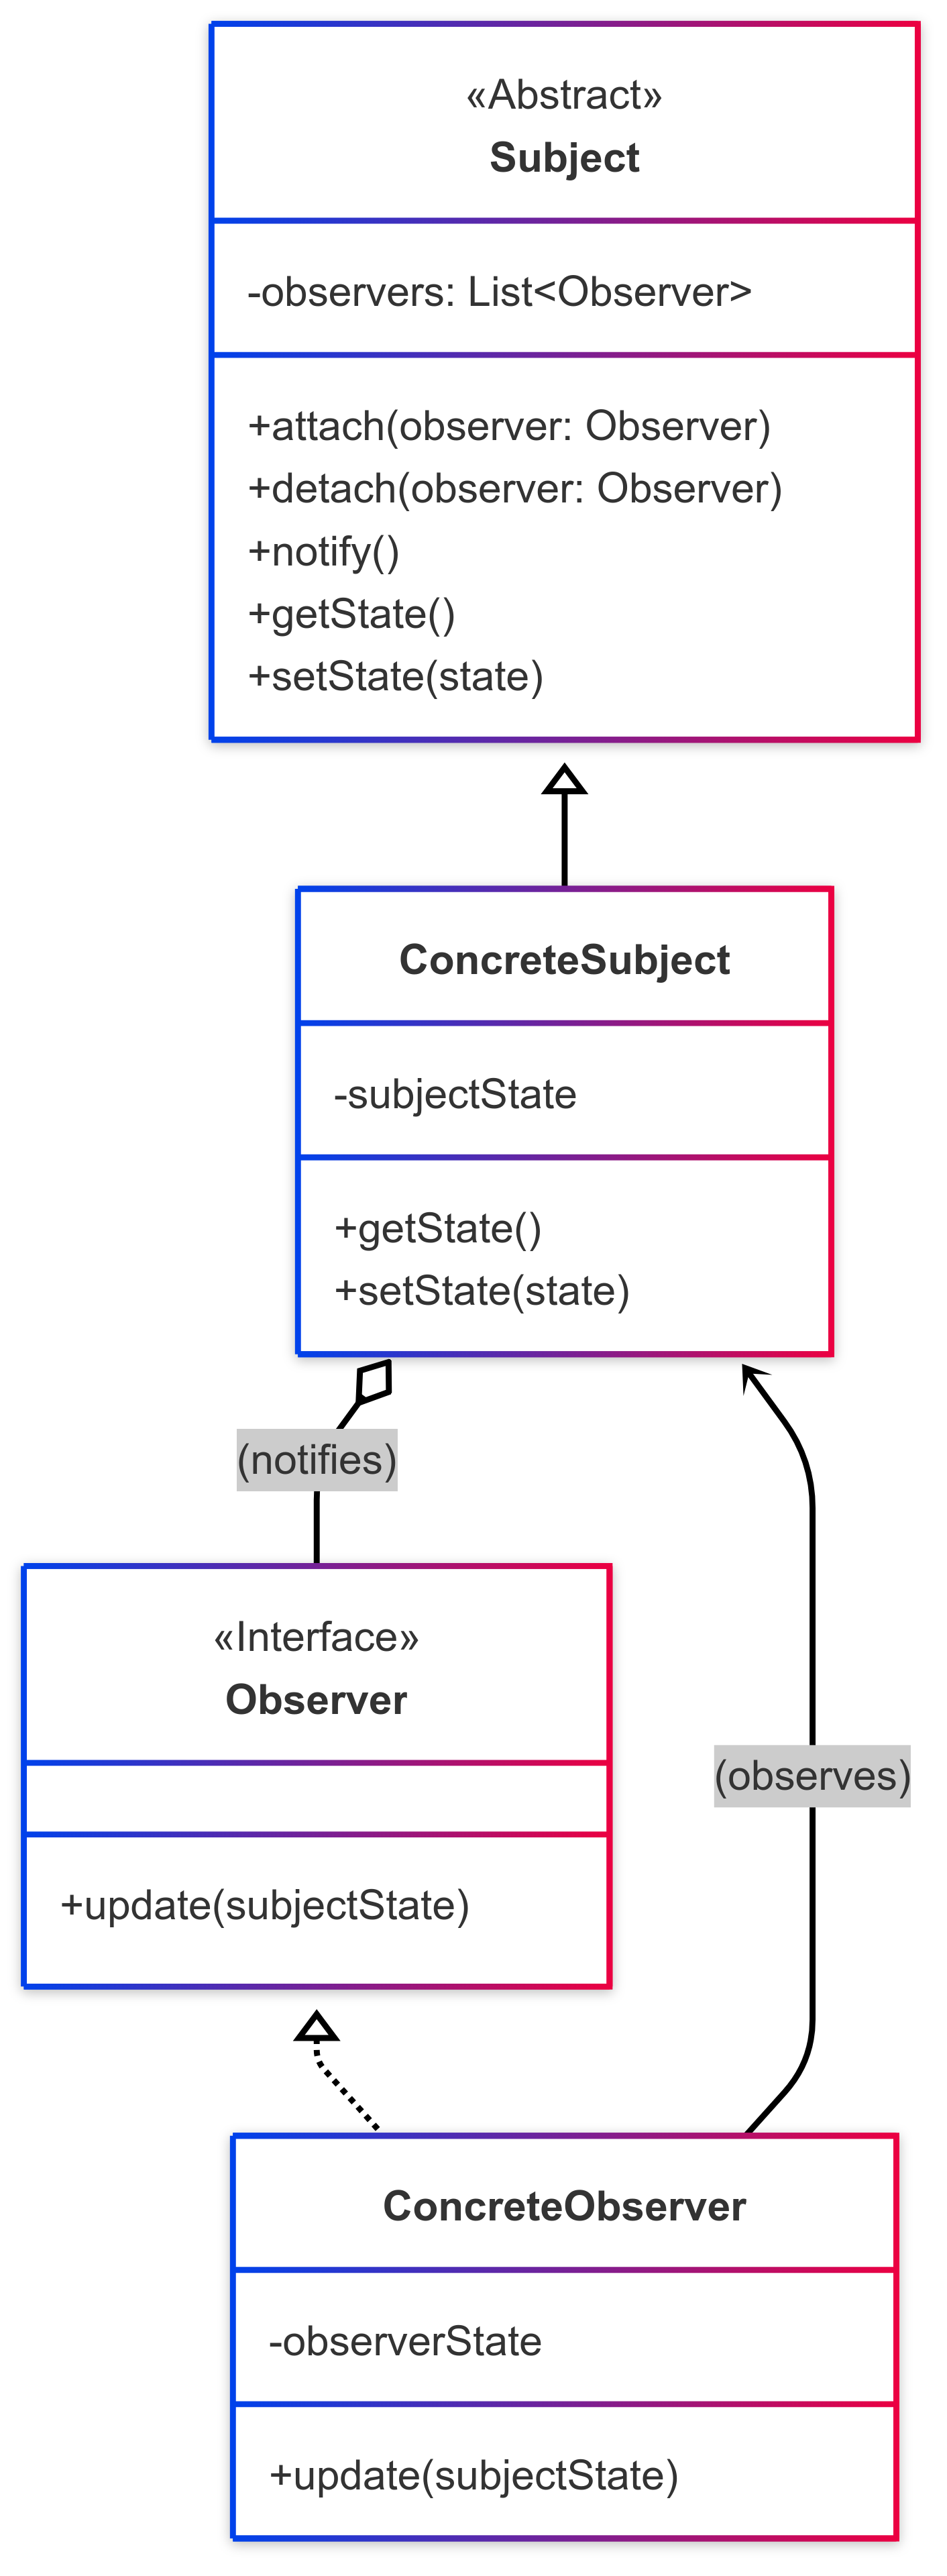 «Abstract»
Subject
-observers: List<Observer>
+attach(observer: Observer)
+detach(observer: Observer)
+notify()
+getState()
+setState(state)
ConcreteSubject
-subjectState
+getState()
+setState(state)
(notifies)
«Interface»
Observer
(observes)
+update(subjectState)
ConcreteObserver
-observerState
+update(subjectState)